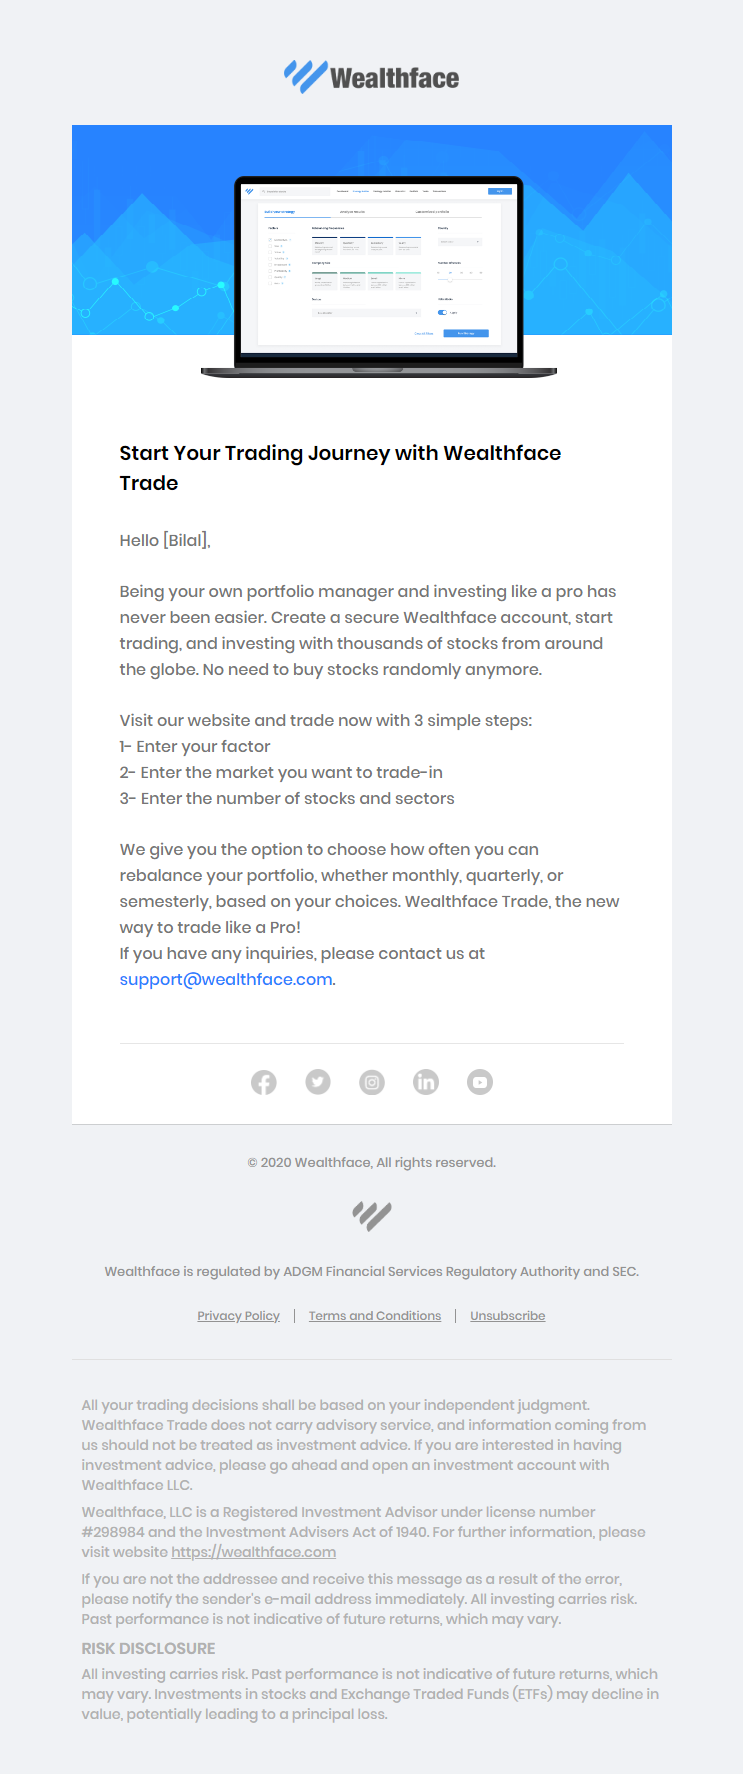 Wealthface
Start Your Trading Journey with Wealthface
Trade
Hello [Bilal],
Being your own portfolio manager and investing like a pro has
never been easier. Create a secure Wealthface account, start
trading, and investing with thousands of stocks from around
the globe. No need to buy stocks randomly anymore.
Visit our website and trade now with 3 simple steps:
1- Enter your factor
2- Enter the market you want to trade-in
3- Enter the number of stocks and sectors
We give you the option to choose how often you can
rebalance your portfolio, whether monthly, quarterly, or
semesterly, based on your choices. Wealthface Trade, the new
way to trade like a Pro!
If you have any inquiries, please contact us at
support@wealthface.com.
© 2020 Wealthface, All rights reserved.
Wealthface is regulated by ADGM Financial Services Regulatory Authority and SEC.
Privacy Policy | Terms and Conditions | Unsubscribe
All your trading decisions shall be based on your independent judgment.
Wealthface Trade does not carry advisory service, and information coming from
us should not be treated as investment advice. If you are interested in having
investment advice, please go ahead and open an investment account with
Wealthface LLC.
Wealthface, LLC is a Registered Investment Advisor under license number
#298984 and the Investment Advisers Act of 1940. For further information, please
visit website https://wealthface.com
If you are not the addressee and receive this message as a result of the error,
please notify the sender's e-mail address immediately. All investing carries risk.
Past performance is not indicative of future returns, which may vary.
RISK DISCLOSURE
All investing carries risk. Past performance is not indicative of future returns, which
may vary. Investments in stocks and Exchange Traded Funds (ETFs) may decline in
value, potentially leading to a principal loss.